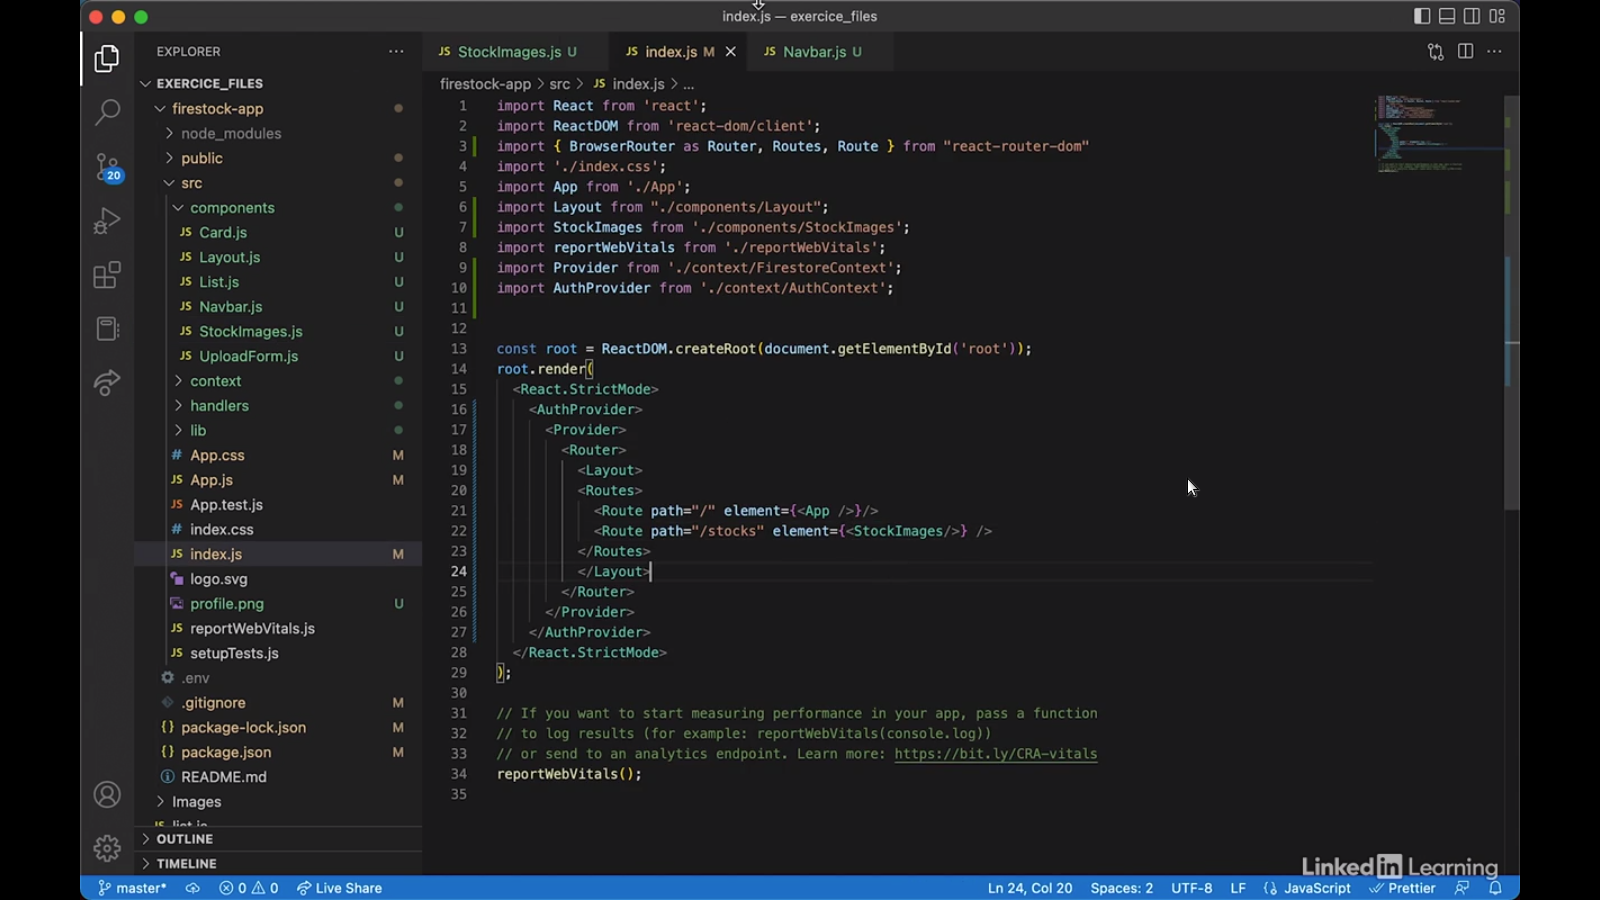 index.js — exercice_files
EXPLORER
EXERCICE_FILES
firestock-app
node_modules
public
src
components
Card.js U
Layout.js U
List.js U
Navbar.js U
StockImages.js U
UploadForm.js U
context
handlers
lib
# App.css M
JS App.js M
JS App.test.js
# index.css
JS index.js M
logo.svg
profile.png U
JS reportWebVitals.js
JS setupTests.js
.env
.gitignore M
{} package-lock.json M
{} package.json M
README.md
Images
list.js
OUTLINE
TIMELINE
20
JS StockImages.js U
JS index.js M
JS Navbar.js U
firestock-app > src > JS index.js > ...
1 import React from 'react';
2 import ReactDOM from 'react-dom/client';
3 import { BrowserRouter as Router, Routes, Route } from "react-router-dom"
4 import './index.css';
5 import App from './App';
6 import Layout from "./components/Layout";
7 import StockImages from './components/StockImages';
8 import reportWebVitals from './reportWebVitals';
9 import Provider from './context/FirestoreContext';
10 import AuthProvider from './context/AuthContext';
11
12
13 const root = ReactDOM.createRoot(document.getElementById('root'));
14 root.render(
15 <React.StrictMode>
16 <AuthProvider>
17 <Provider>
18 <Router>
19 <Layout>
20 <Routes>
21 <Route path="/" element={<App />}/>
22 <Route path="/stocks" element={<StockImages/>} />
23 </Routes>
24 </Layout>
25 </Router>
26 </Provider>
27 </AuthProvider>
28 </React.StrictMode>
29 );
30
31 // If you want to start measuring performance in your app, pass a function
32 // to log results (for example: reportWebVitals(console.log))
33 // or send to an analytics endpoint. Learn more: https://bit.ly/CRA-vitals
34 reportWebVitals();
35
LinkedIn Learning
master* 0 0 Live Share Ln 24, Col 20 Spaces: 2 UTF-8 LF {} JavaScript Prettier